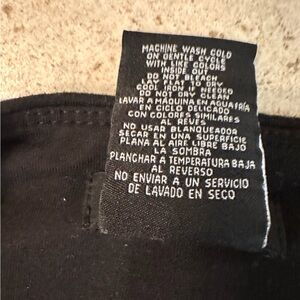 MACHINE WASH COLD
ON GENTLE CYCLE
WITH LIKE COLORS
INSIDE OUT
DO NOT BLEACH
LAY FLAT TO DRY
COOL IRON IF NEEDED
DO NOT DRY CLEAN
LAVAR A MÁQUINA EN AGUA FRÍA
EN CICLO DELICADO
CON COLORES SIMILARES
AL REVÉS
NO USAR BLANQUEADOR
SECAR EN UNA SUPERFICIE
PLANA AL AIRE LIBRE BAJO
LA SOMBRA
PLANCHAR A TEMPERATURA BAJA
AL REVERSO
NO ENVIAR A UN SERVICIO
DE LAVADO EN SECO